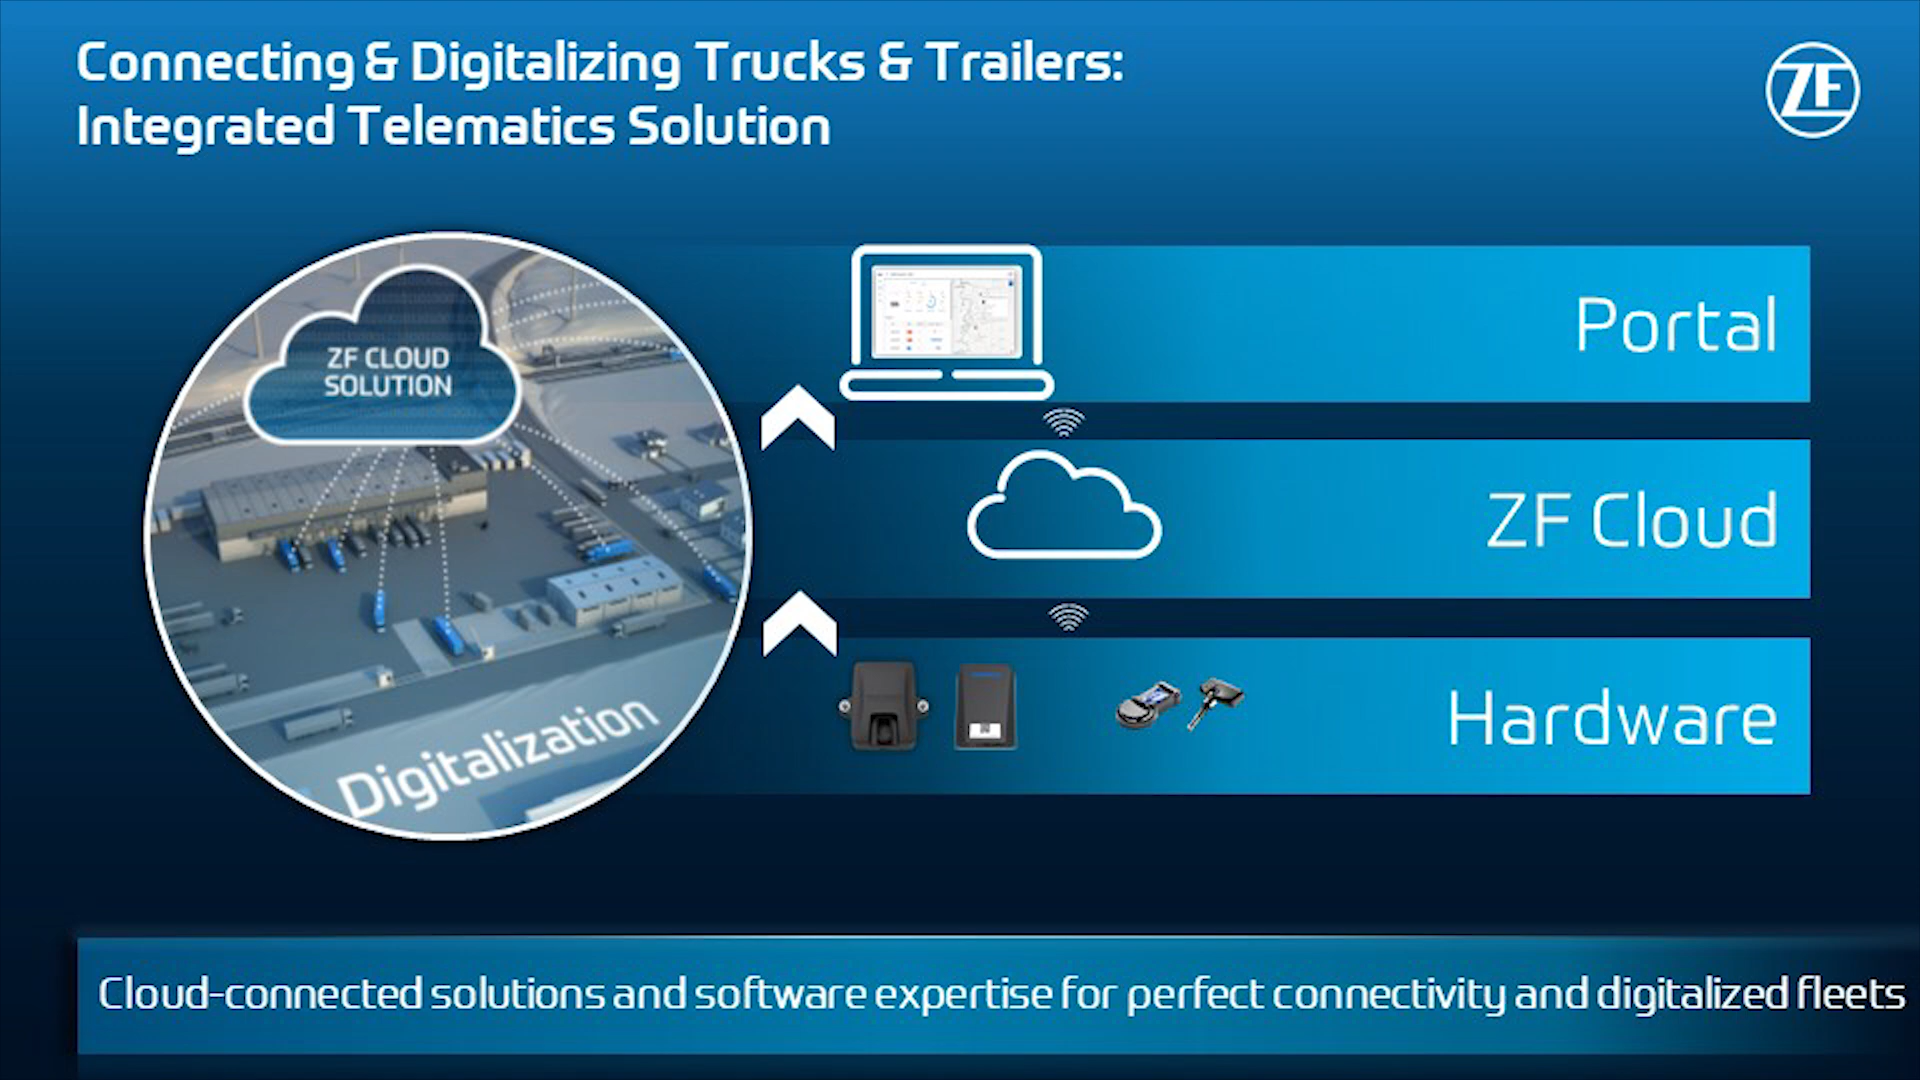 Connecting & Digitalizing Trucks & Trailers:
Integrated Telematics Solution
ZF
ZF CLOUD
SOLUTION
Digitalization
Portal
ZF Cloud
Hardware
Cloud-connected solutions and software expertise for perfect connectivity and digitalized fleets